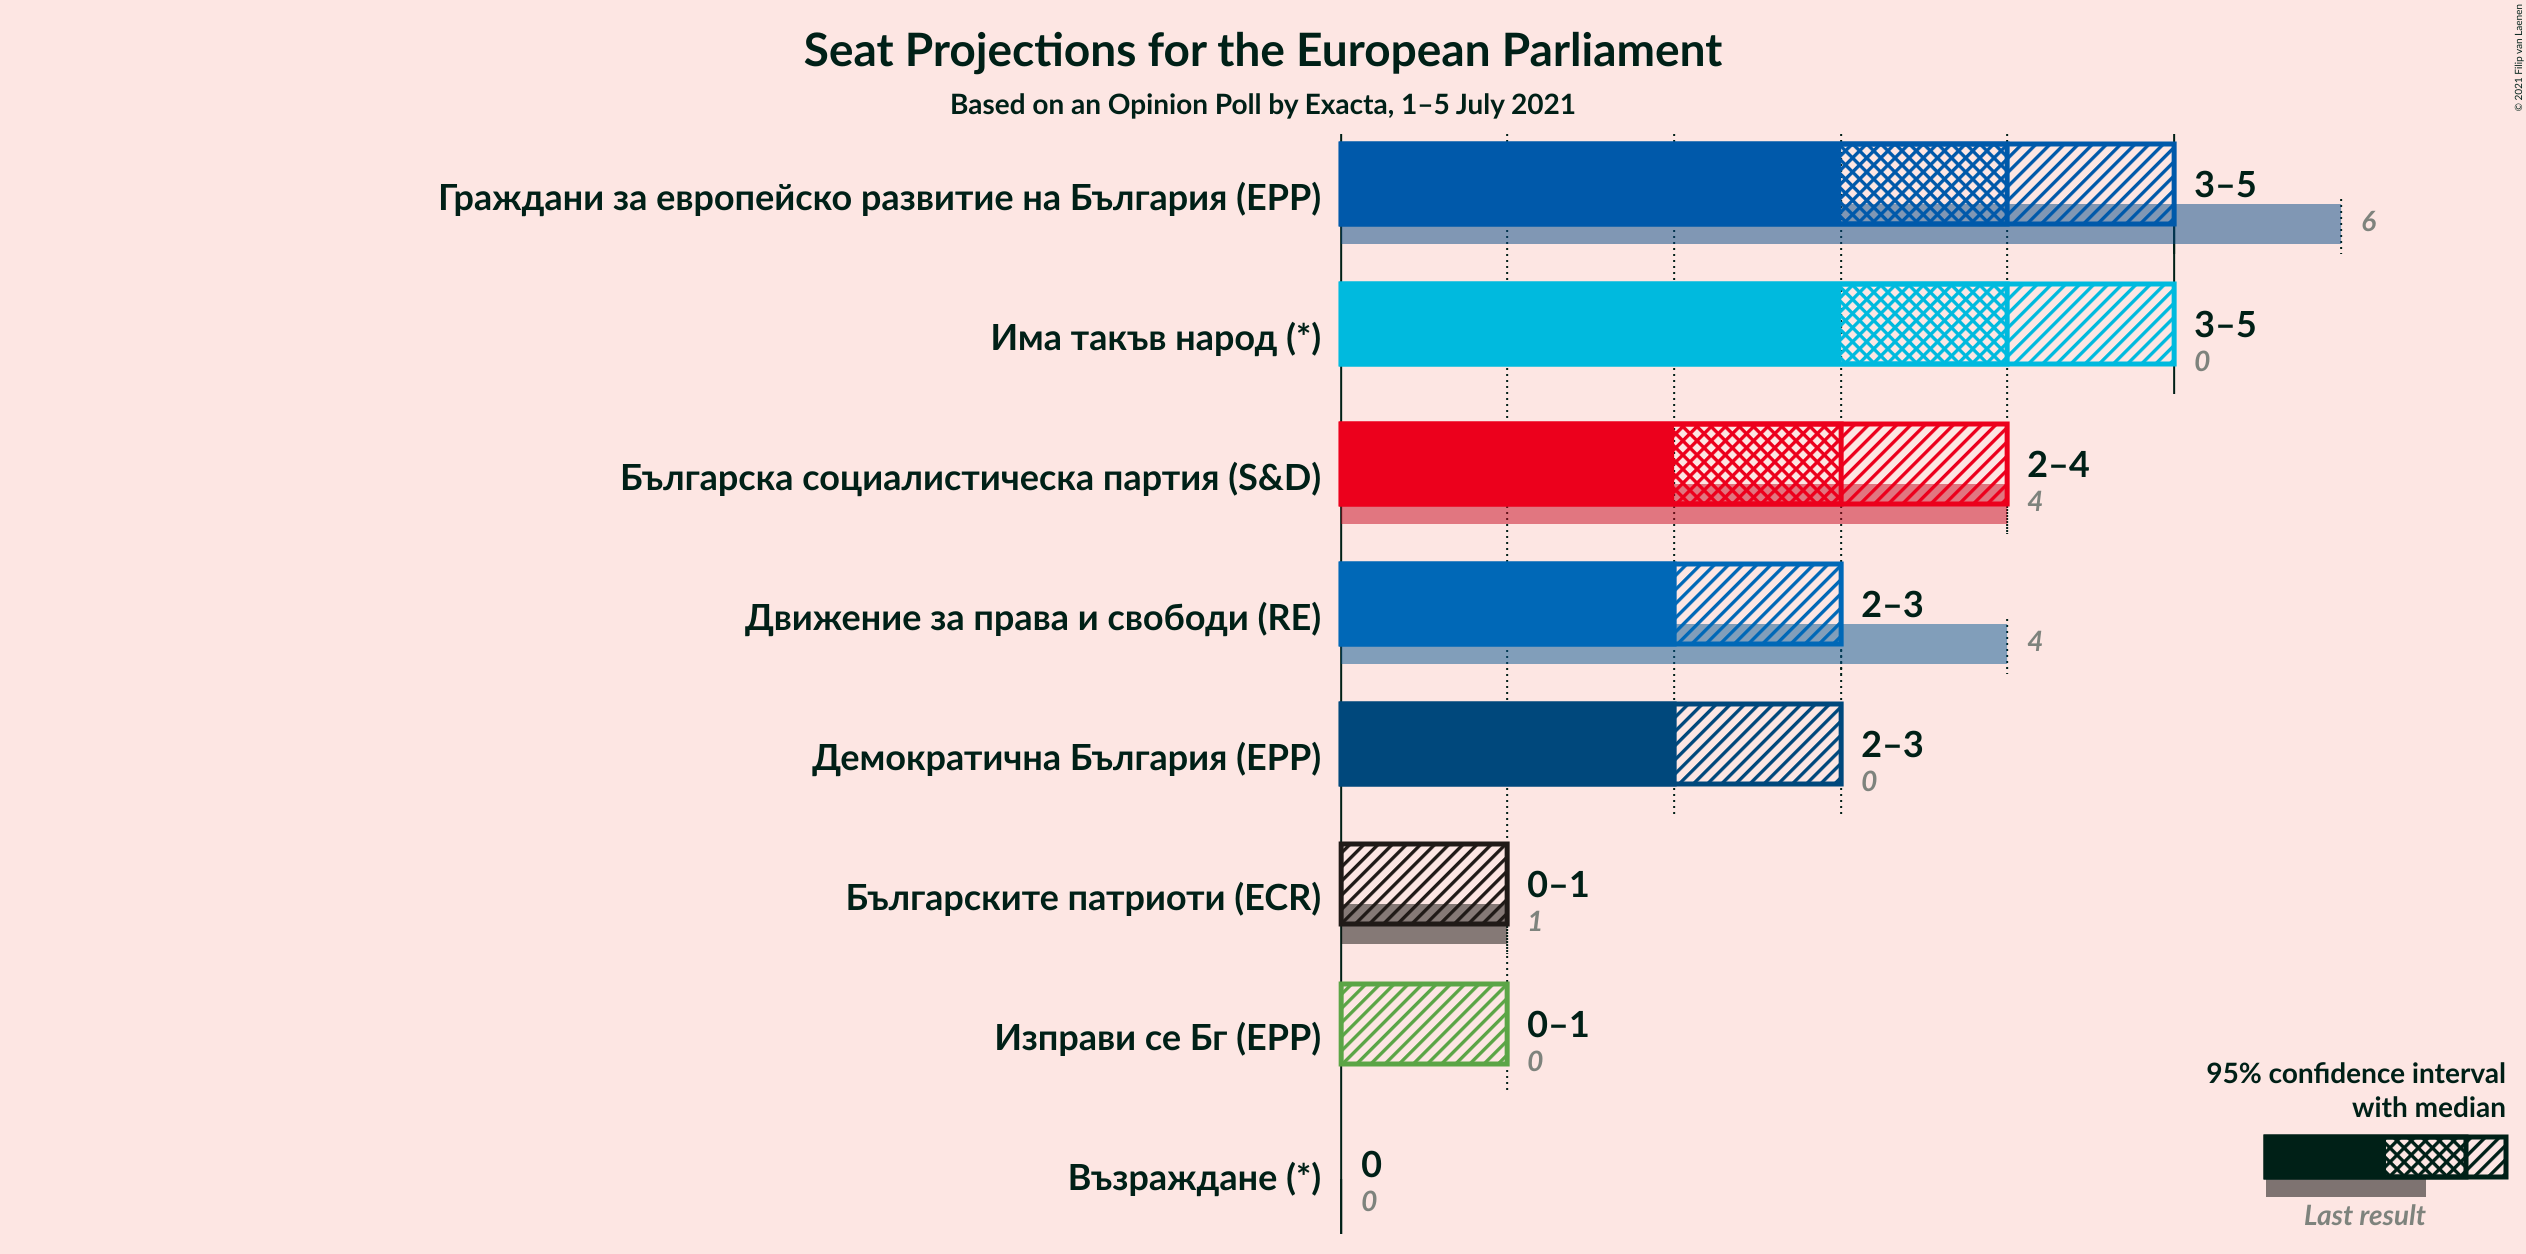 Seat Projections for the European Parliament
Based on an Opinion Poll by Exacta, 1–5 July 2021
© 2021 Filip van Laenen
Граждани за европейско развитие на България (EPP)
3–5
6
Има такъв народ (*)
3–5
0
Българска социалистическа партия (S&D)
2–4
4
Движение за права и свободи (RE)
2–3
4
Демократична България (EPP)
2–3
0
Българските патриоти (ECR)
0–1
1
Изправи се Бг (EPP)
0–1
0
Възраждане (*)
0
0
95% confidence interval
with median
Last result